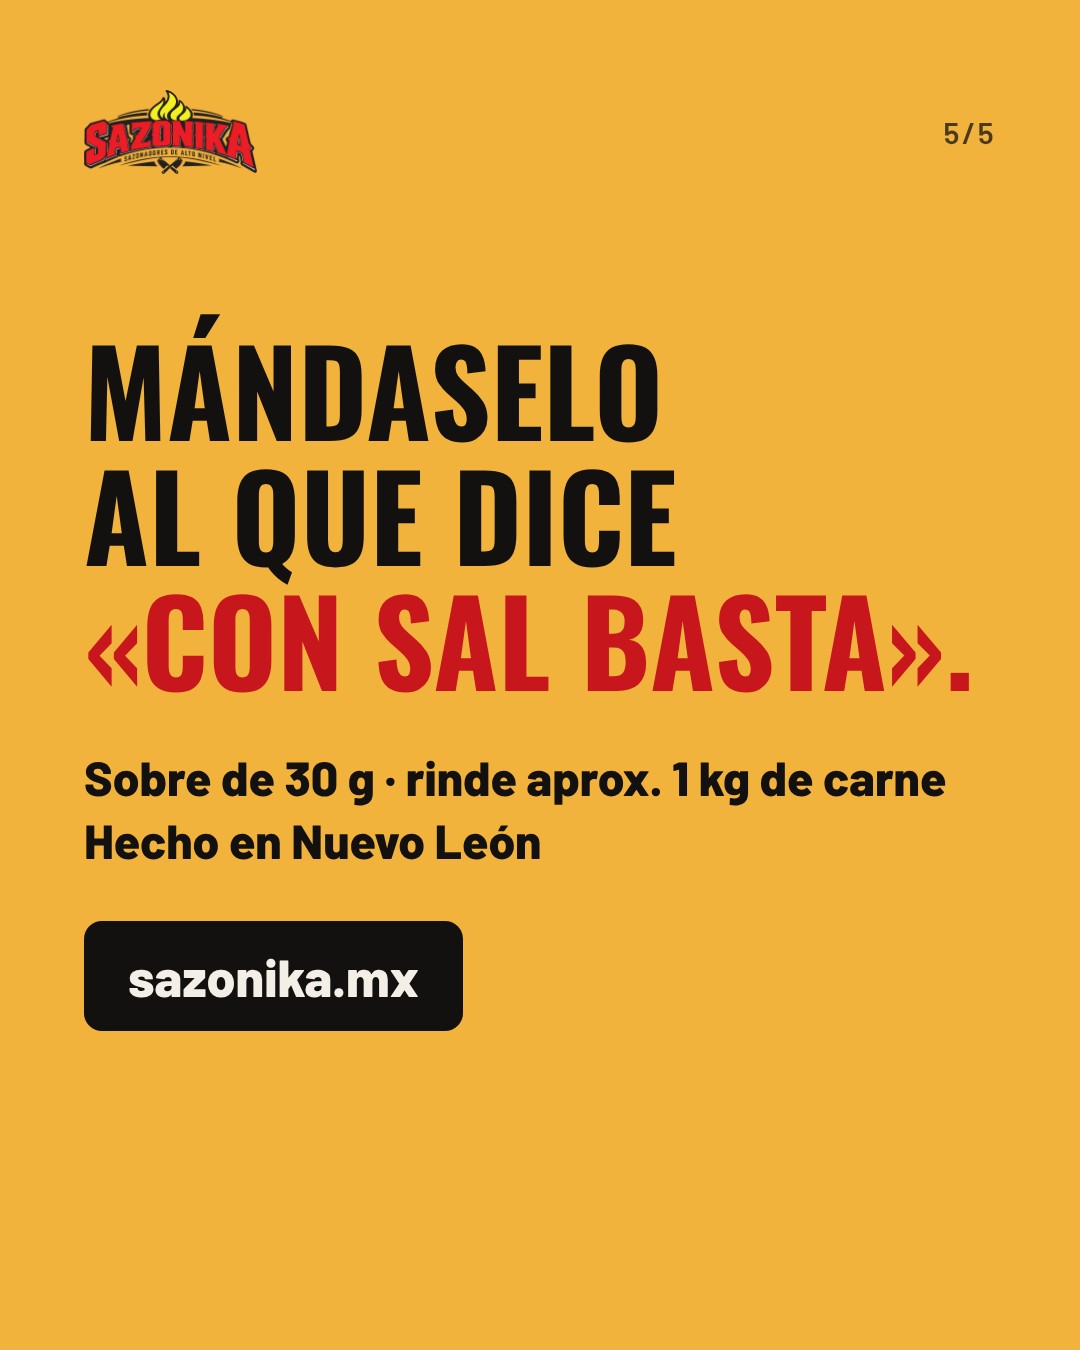 SAZONIKA
SAZONADORES DE ALTO NIVEL
5/5
MÁNDASELO
AL QUE DICE
«CON SAL BASTA».
Sobre de 30 g · rinde aprox. 1 kg de carne
Hecho en Nuevo León
sazonika.mx